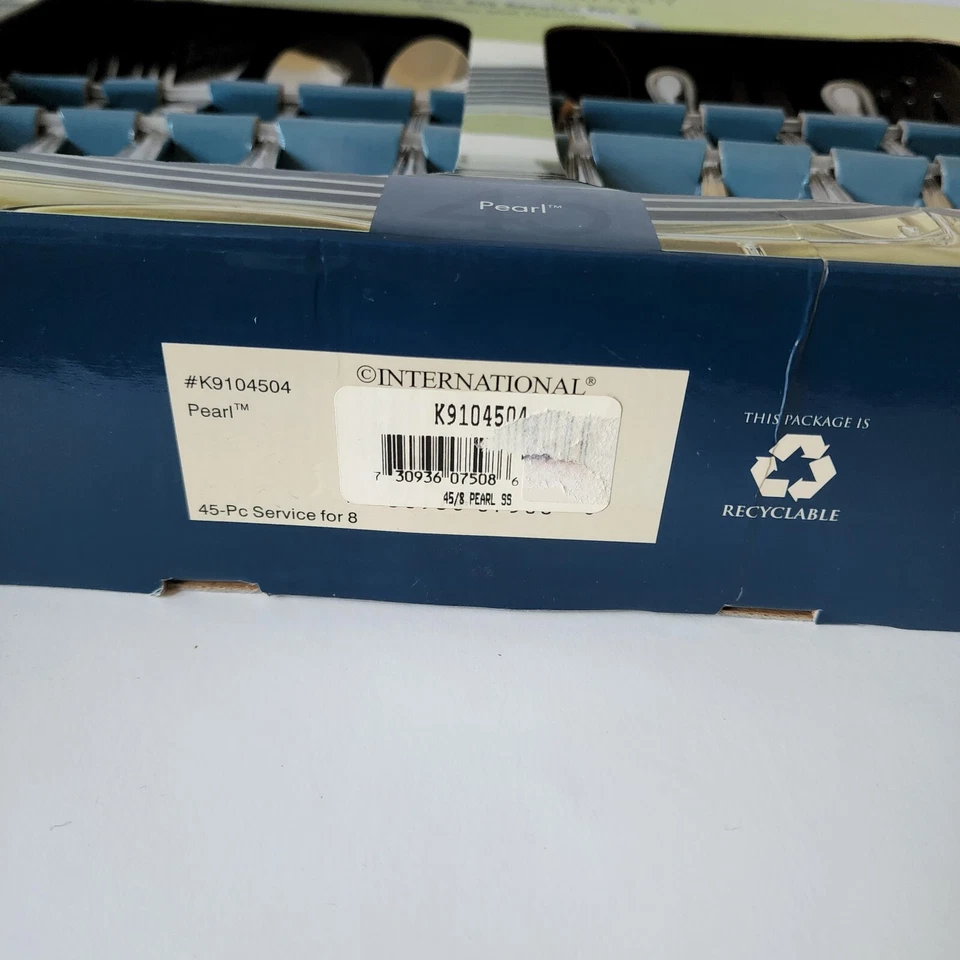 Pearl™
#K9104504
Pearl™
©INTERNATIONAL®
K9104504
7 30936 07508 6
45/8 PEARL SS
45-Pc Service for 8
THIS PACKAGE IS
RECYCLABLE